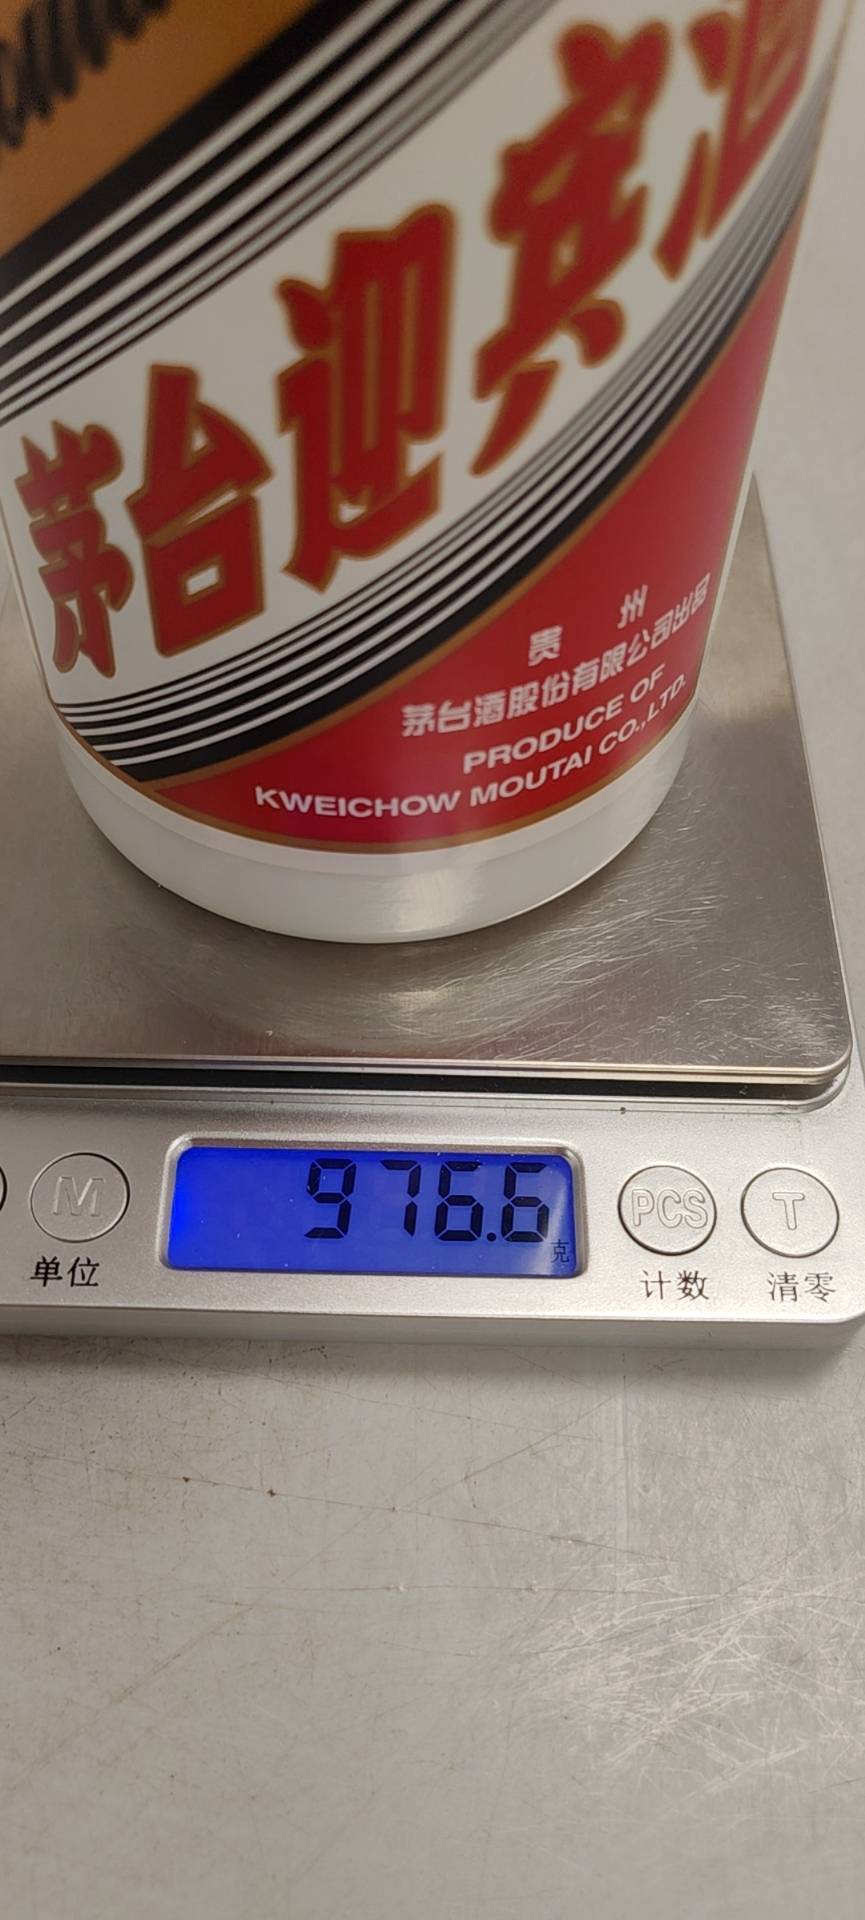 茅台迎宾酒
贵州
茅台酒股份有限公司出品
PRODUCE OF
KWEICHOW MOUTAI CO.,LTD.
976.6
克
M
PCS
T
单位
计数
清零